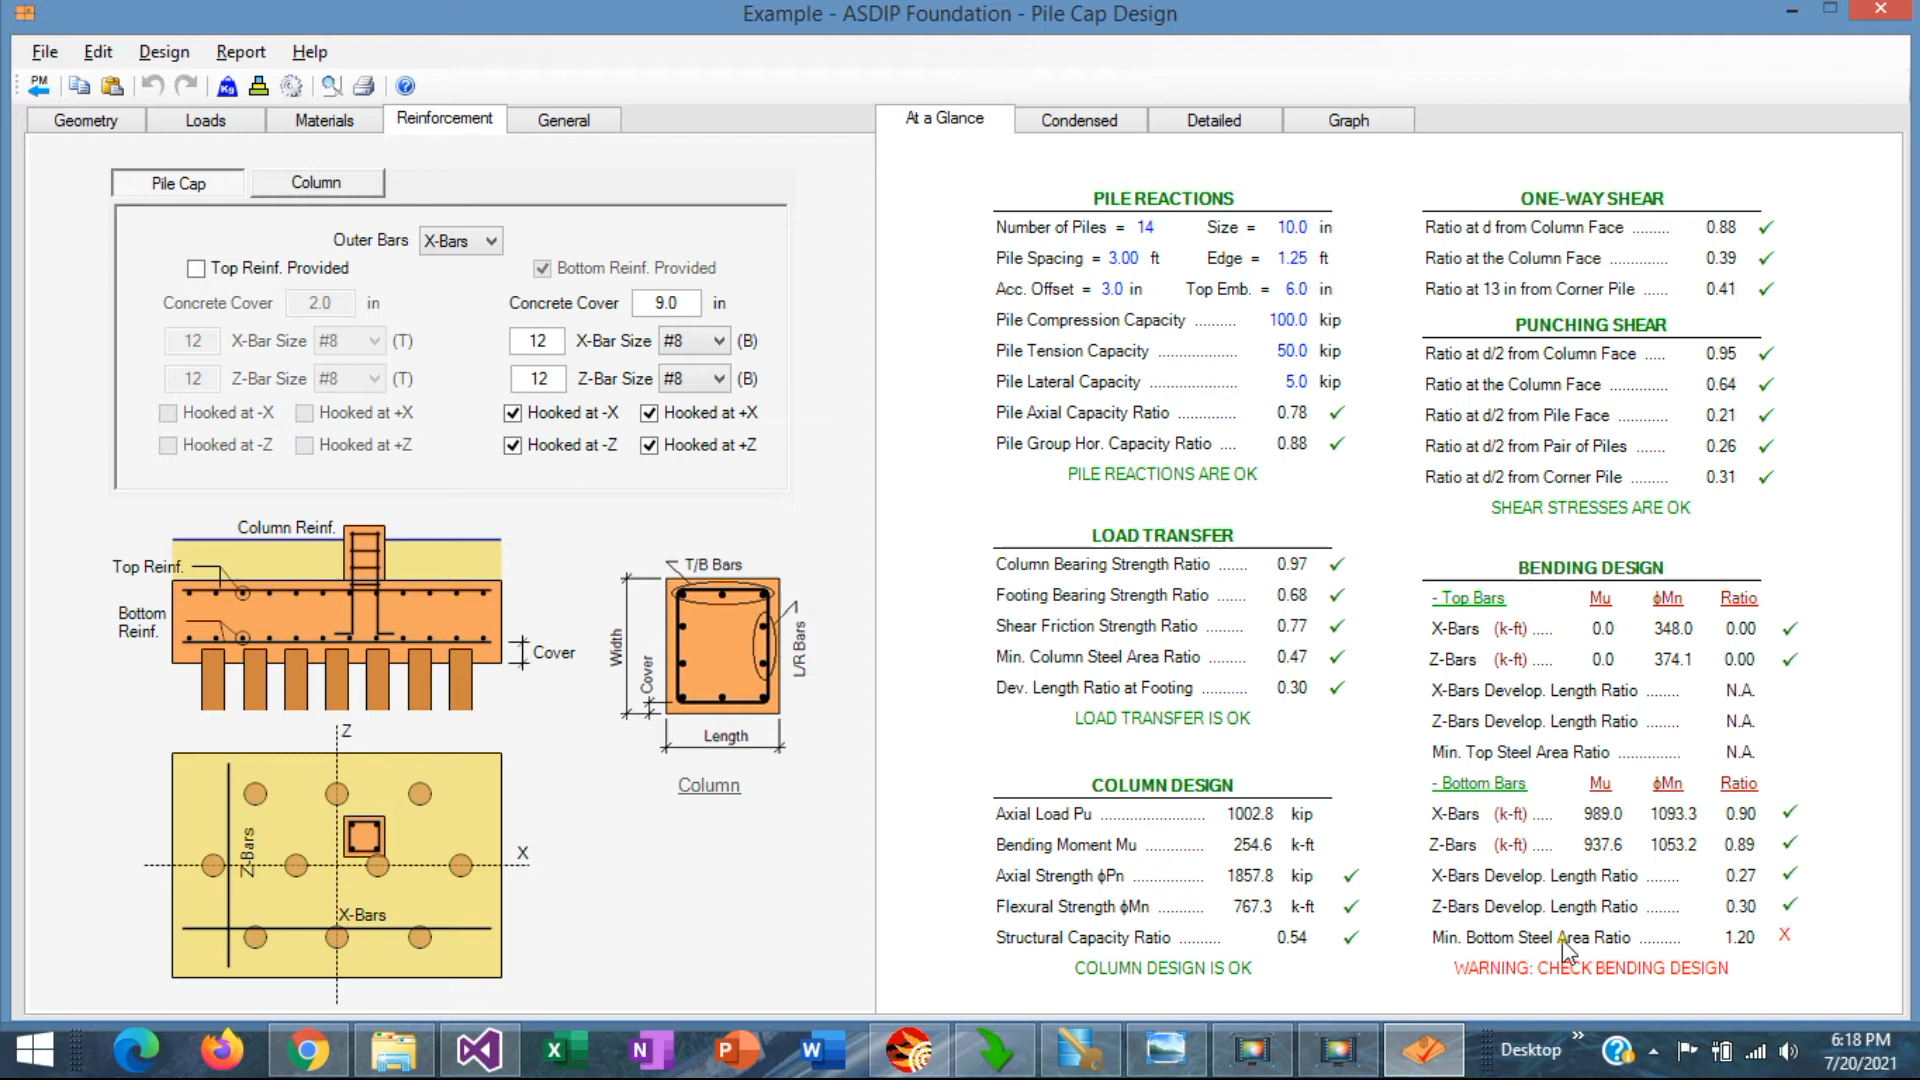 Example - ASDIP Foundation - Pile Cap Design
File Edit Design Report Help
PM
Kg
Geometry Loads Materials Reinforcement General
At a Glance Condensed Detailed Graph
Pile Cap Column
Outer Bars X-Bars
Top Reinf. Provided Bottom Reinf. Provided
Concrete Cover 2.0 in Concrete Cover 9.0 in
12 X-Bar Size #8 (T) 12 X-Bar Size #8 (B)
12 Z-Bar Size #8 (T) 12 Z-Bar Size #8 (B)
Hooked at -X Hooked at +X Hooked at -X Hooked at +X
Hooked at -Z Hooked at +Z Hooked at -Z Hooked at +Z
Column Reinf.
Top Reinf.
Bottom
Reinf.
Cover
Z
X
Z-Bars
X-Bars
T/B Bars
L/R Bars
Width
Cover
Length
Column
PILE REACTIONS
Number of Piles = 14 Size = 10.0 in
Pile Spacing = 3.00 ft Edge = 1.25 ft
Acc. Offset = 3.0 in Top Emb. = 6.0 in
Pile Compression Capacity ......... 100.0 kip
Pile Tension Capacity ................. 50.0 kip
Pile Lateral Capacity .................... 5.0 kip
Pile Axial Capacity Ratio ............. 0.78 ✓
Pile Group Hor. Capacity Ratio .... 0.88 ✓
PILE REACTIONS ARE OK
LOAD TRANSFER
Column Bearing Strength Ratio ...... 0.97 ✓
Footing Bearing Strength Ratio ...... 0.68 ✓
Shear Friction Strength Ratio ......... 0.77 ✓
Min. Column Steel Area Ratio ........ 0.47 ✓
Dev. Length Ratio at Footing .......... 0.30 ✓
LOAD TRANSFER IS OK
COLUMN DESIGN
Axial Load Pu ....................... 1002.8 kip
Bending Moment Mu ............. 254.6 k-ft
Axial Strength ϕPn ................ 1857.8 kip ✓
Flexural Strength ϕMn ........... 767.3 k-ft ✓
Structural Capacity Ratio ......... 0.54 ✓
COLUMN DESIGN IS OK
ONE-WAY SHEAR
Ratio at d from Column Face ........ 0.88 ✓
Ratio at the Column Face ............. 0.39 ✓
Ratio at 13 in from Corner Pile ...... 0.41 ✓
PUNCHING SHEAR
Ratio at d/2 from Column Face ..... 0.95 ✓
Ratio at the Column Face ............. 0.64 ✓
Ratio at d/2 from Pile Face ........... 0.21 ✓
Ratio at d/2 from Pair of Piles ....... 0.26 ✓
Ratio at d/2 from Corner Pile ......... 0.31 ✓
SHEAR STRESSES ARE OK
BENDING DESIGN
- Top Bars Mu ϕMn Ratio
X-Bars (k-ft) ..... 0.0 348.0 0.00 ✓
Z-Bars (k-ft) ..... 0.0 374.1 0.00 ✓
X-Bars Develop. Length Ratio ........ N.A.
Z-Bars Develop. Length Ratio ........ N.A.
Min. Top Steel Area Ratio ............... N.A.
- Bottom Bars Mu ϕMn Ratio
X-Bars (k-ft) ..... 989.0 1093.3 0.90 ✓
Z-Bars (k-ft) ..... 937.6 1053.2 0.89 ✓
X-Bars Develop. Length Ratio ........ 0.27 ✓
Z-Bars Develop. Length Ratio ........ 0.30 ✓
Min. Bottom Steel Area Ratio .......... 1.20 X
WARNING: CHECK BENDING DESIGN
Desktop
6:18 PM
7/20/2021